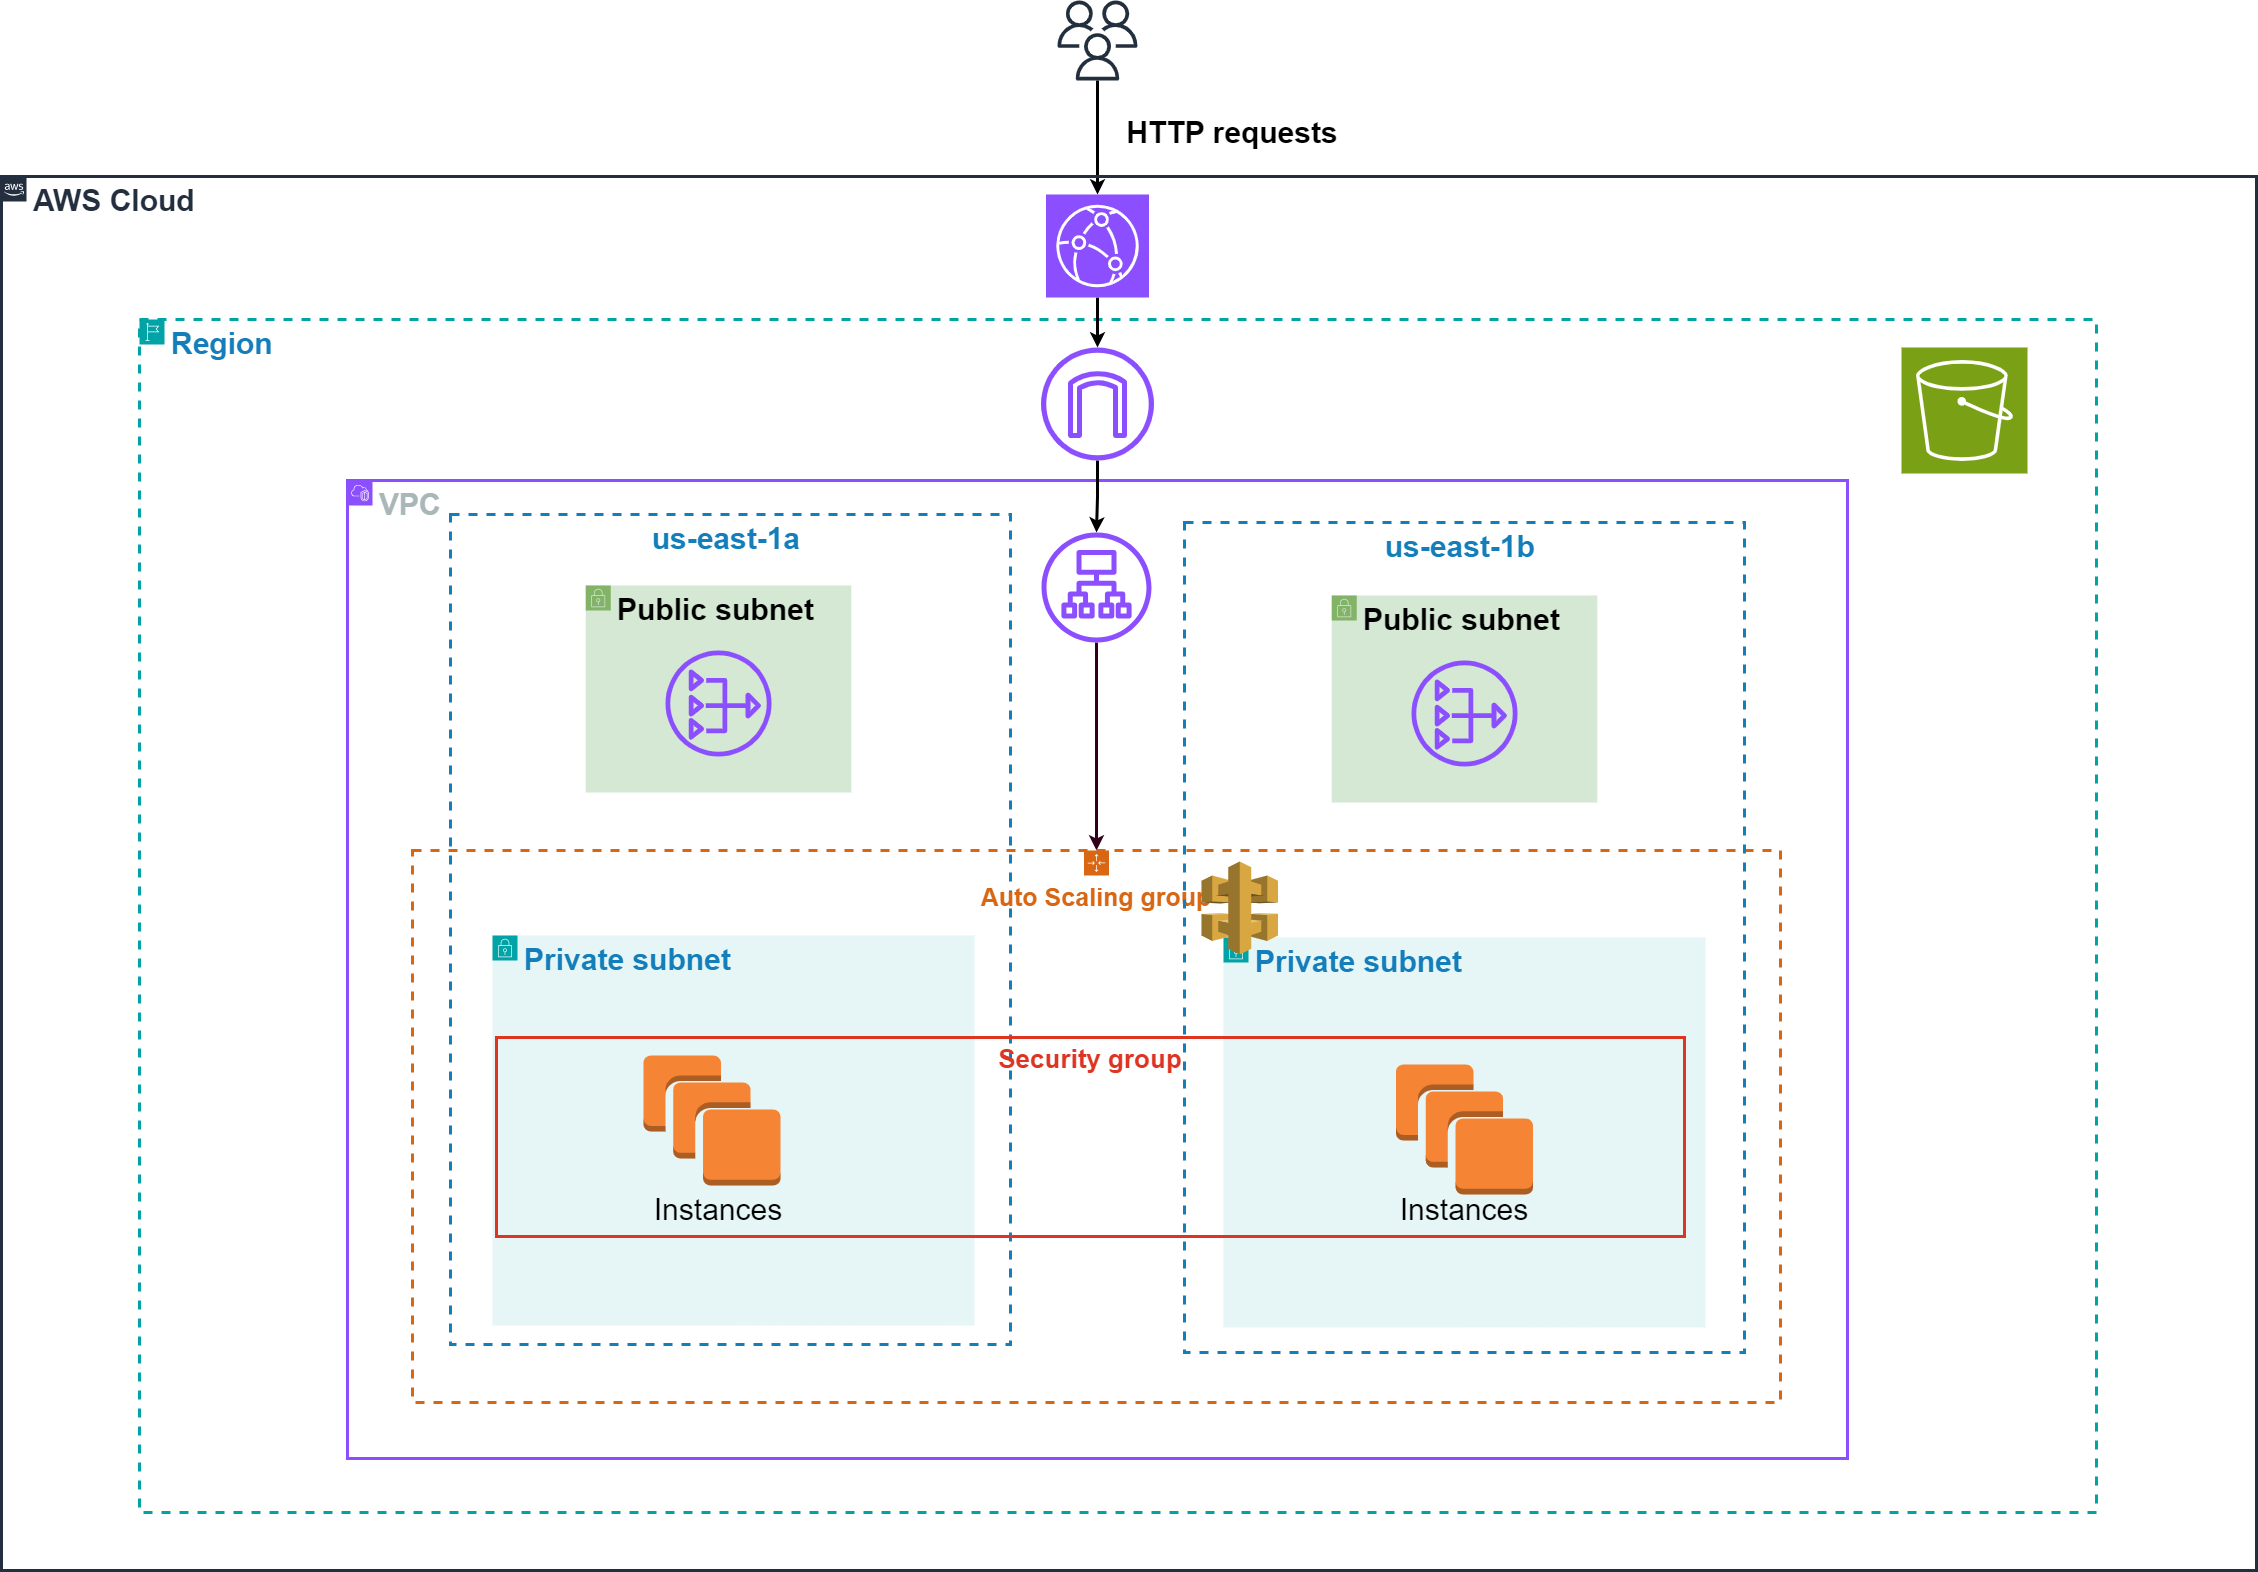 HTTP requests
aws
AWS Cloud
Region
VPC
us-east-1a
us-east-1b
Public subnet
Public subnet
Auto Scaling group
Private subnet
Private subnet
Security group
Instances
Instances